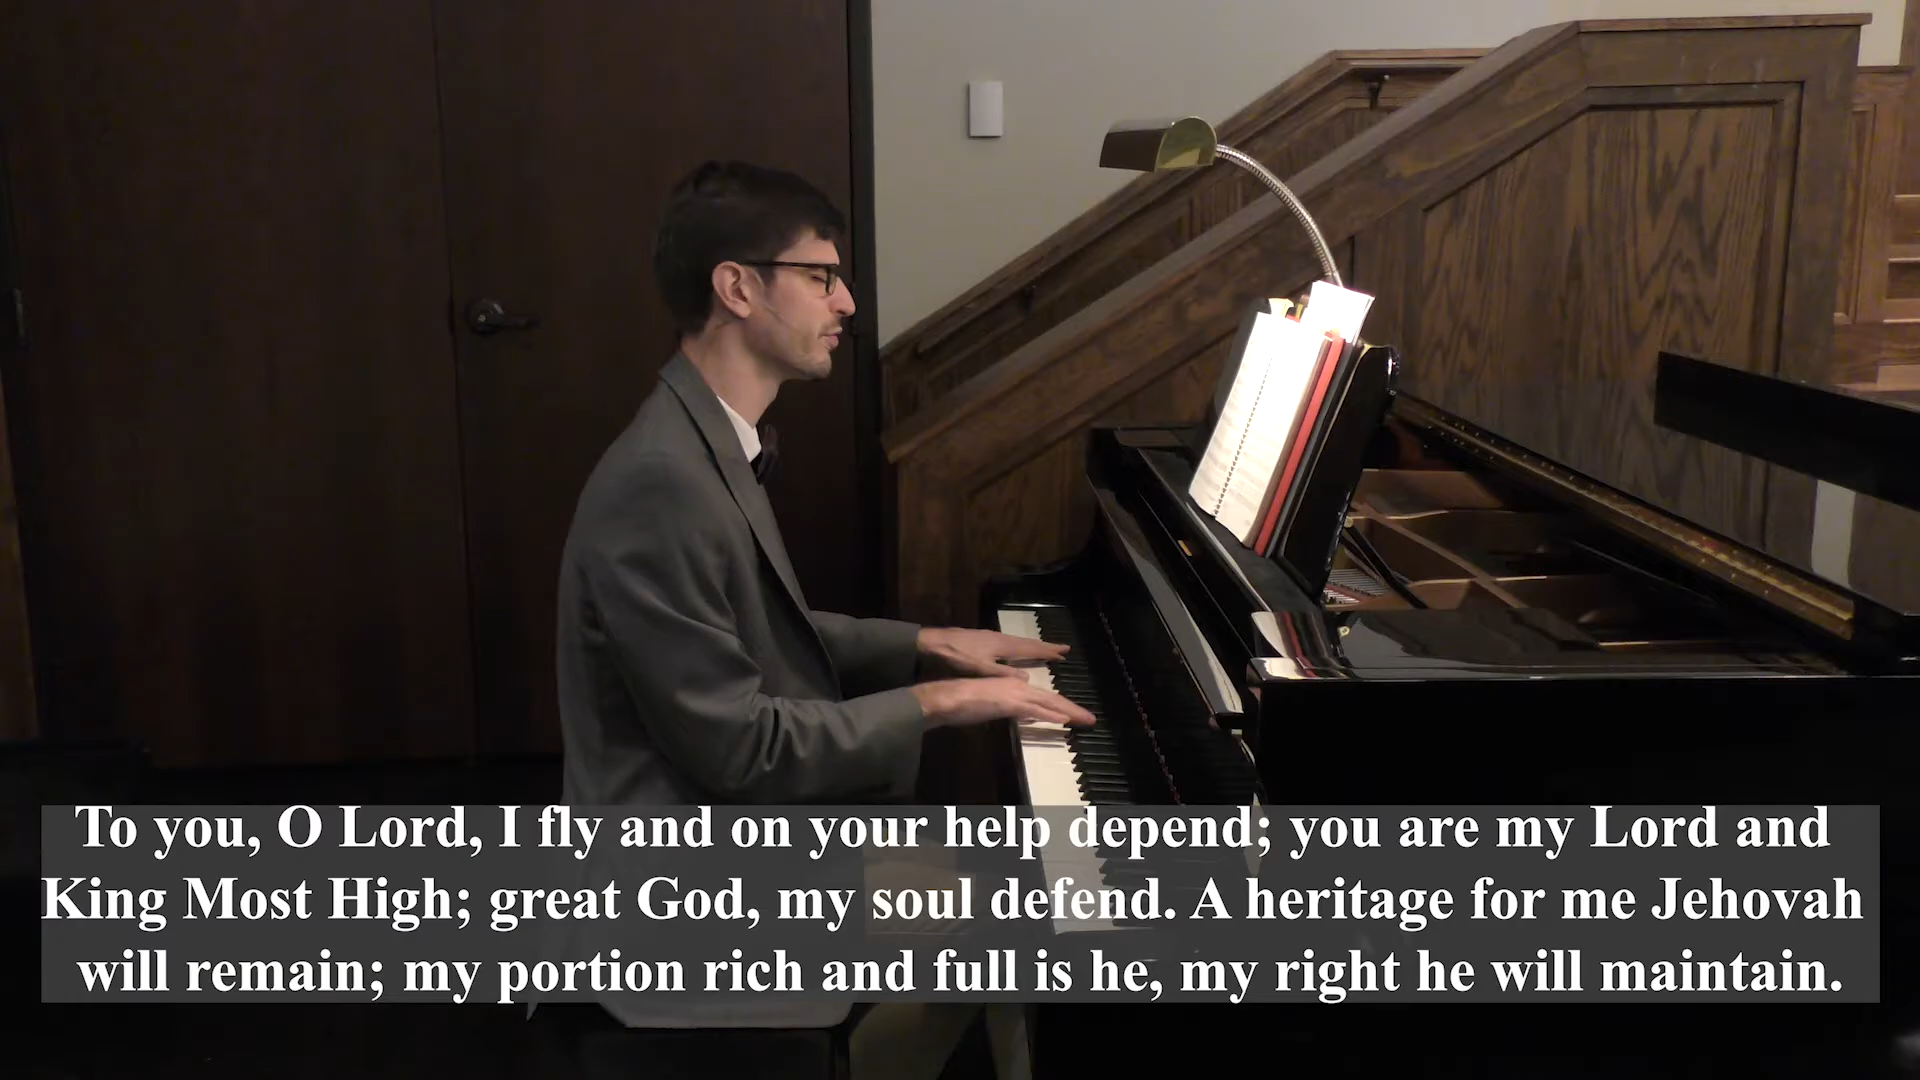 To you, O Lord, I fly and on your help depend; you are my Lord and
King Most High; great God, my soul defend. A heritage for me Jehovah
will remain; my portion rich and full is he, my right he will maintain.